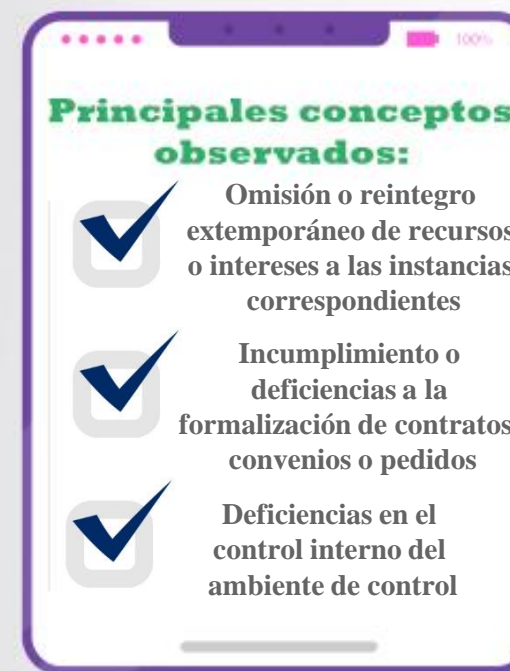 100%
Principales conceptos
observados:
Omisión o reintegro
extemporáneo de recursos
o intereses a las instancias
correspondientes
Incumplimiento o
deficiencias a la
formalización de contratos
convenios o pedidos
Deficiencias en el
control interno del
ambiente de control